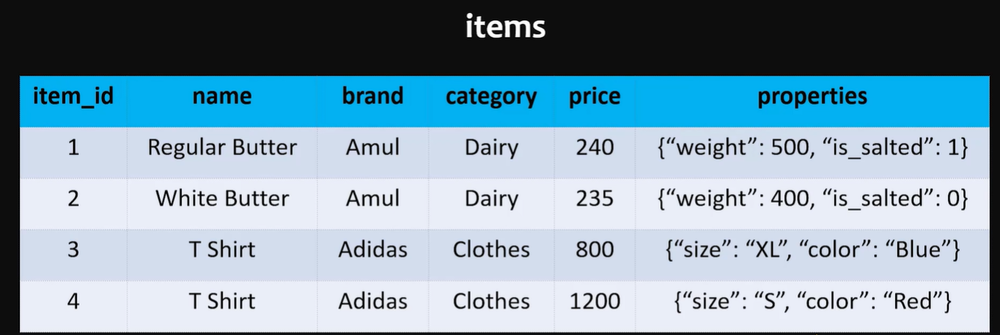 items
item_id name brand category price properties
1 Regular Butter Amul Dairy 240 {“weight”: 500, “is_salted”: 1}
2 White Butter Amul Dairy 235 {“weight”: 400, “is_salted”: 0}
3 T Shirt Adidas Clothes 800 {“size”: “XL”, “color”: “Blue”}
4 T Shirt Adidas Clothes 1200 {“size”: “S”, “color”: “Red”}